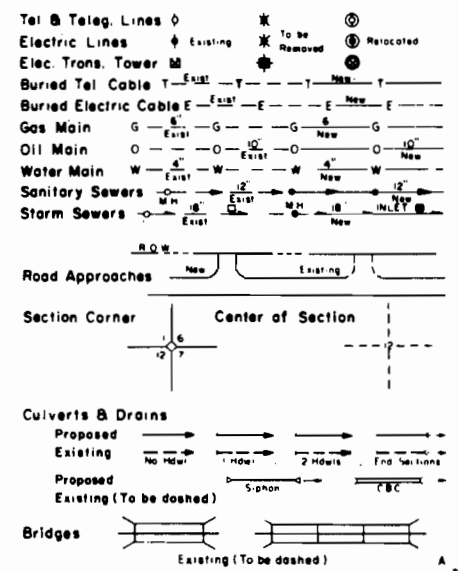 Tel & Teleg. Lines
Electric Lines Existing To be Removed Relocated
Elec. Trans. Tower
Buried Tel Cable T Exist T T New T
Buried Electric Cable E Exist E E New E
Gas Main G 6" Exist G G 6 New G
Oil Main O O 10" Exist O O 10" New
Water Main W 4" Exist W W 4" New W
Sanitary Sewers M.H 12" Exist 12" New
Storm Sewers 18" Exist M.H 18" New INLET
R.O.W
Road Approaches New Existing
Section Corner Center of Section
1 6
12 7
12
Culverts & Drains
Proposed
Existing No Hdwl 1 Hdwl 2 Hdwls End Sections
Proposed Siphon CBC
Existing (To be dashed)
Bridges
Existing (To be dashed)
A